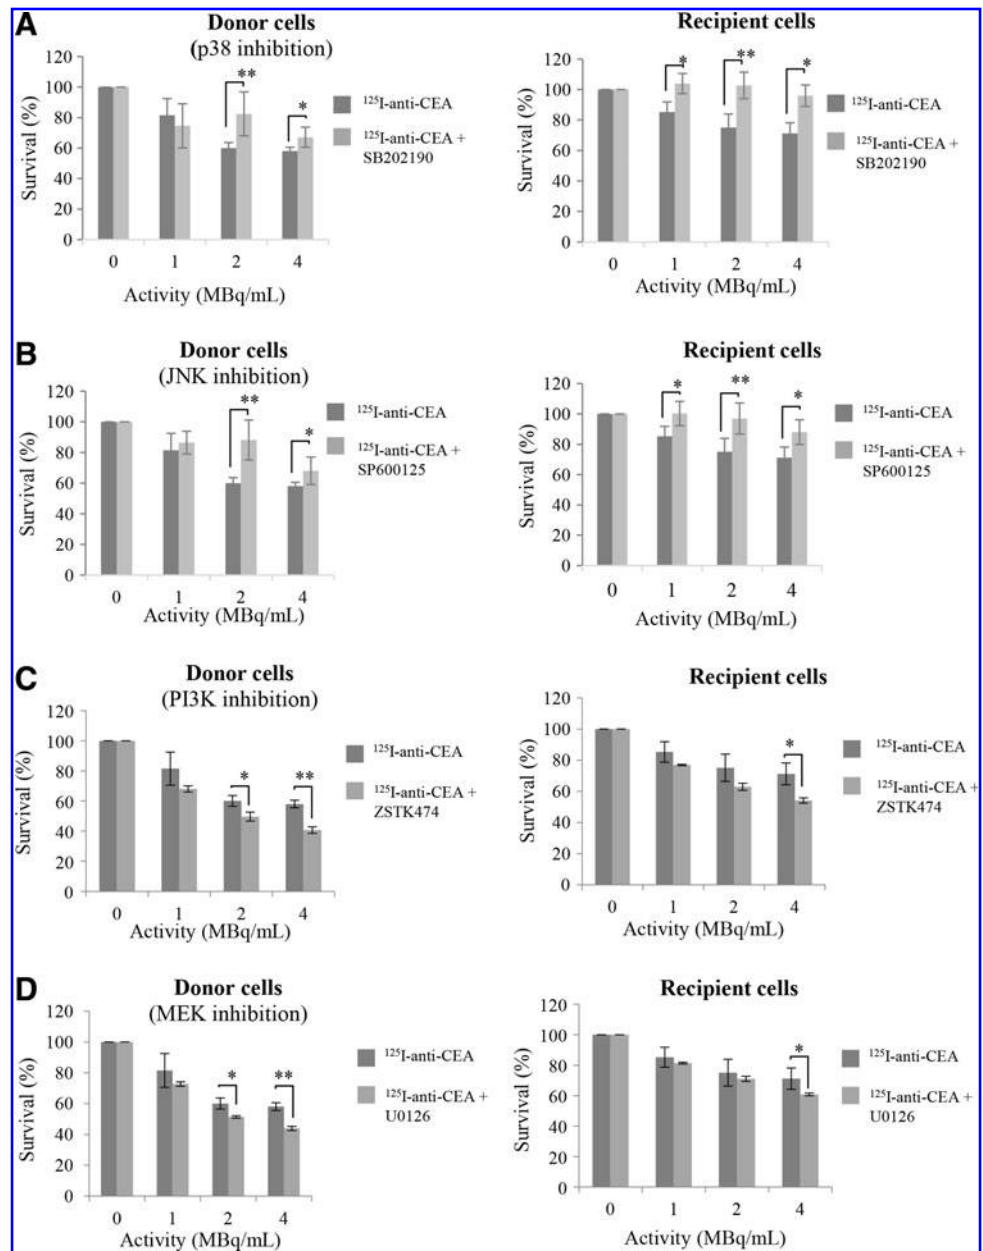 A
Donor cells
(p38 inhibition)
120
100
80
60
40
20
0
Survival (%)
**
*
0 1 2 4
Activity (MBq/mL)
125I-anti-CEA
125I-anti-CEA +
SB202190
Recipient cells
120
100
80
60
40
20
0
Survival (%)
*
**
*
0 1 2 4
Activity (MBq/mL)
125I-anti-CEA
125I-anti-CEA +
SB202190
B
Donor cells
(JNK inhibition)
120
100
80
60
40
20
0
Survival (%)
**
*
0 1 2 4
Activity (MBq/mL)
125I-anti-CEA
125I-anti-CEA +
SP600125
Recipient cells
120
100
80
60
40
20
0
Survival (%)
*
**
*
0 1 2 4
Activity (MBq/mL)
125I-anti-CEA
125I-anti-CEA +
SP600125
C
Donor cells
(PI3K inhibition)
120
100
80
60
40
20
0
Survival (%)
*
**
0 1 2 4
Activity (MBq/mL)
125I-anti-CEA
125I-anti-CEA +
ZSTK474
Recipient cells
120
100
80
60
40
20
0
Survival (%)
*
0 1 2 4
Activity (MBq/mL)
125I-anti-CEA
125I-anti-CEA +
ZSTK474
D
Donor cells
(MEK inhibition)
120
100
80
60
40
20
0
Survival (%)
*
**
0 1 2 4
Activity (MBq/mL)
125I-anti-CEA
125I-anti-CEA +
U0126
Recipient cells
120
100
80
60
40
20
0
Survival (%)
*
0 1 2 4
Activity (MBq/mL)
125I-anti-CEA
125I-anti-CEA +
U0126